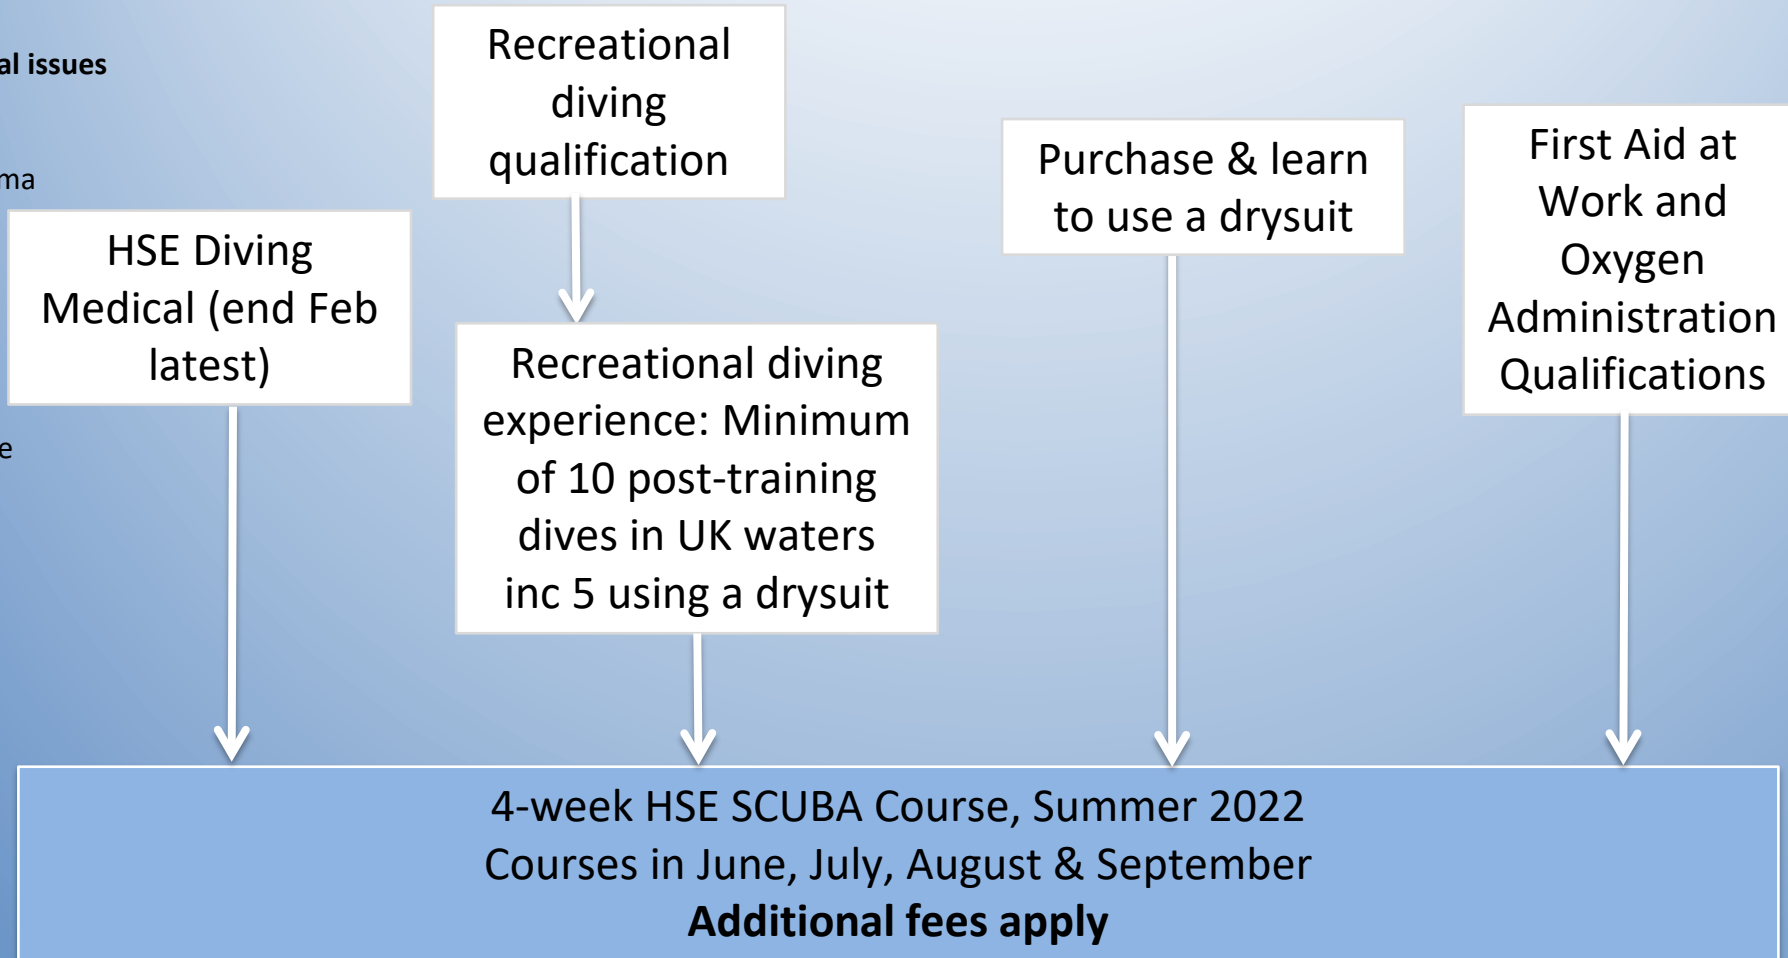 al issues
ma
e
HSE Diving
Medical (end Feb
latest)
Recreational
diving
qualification
Recreational diving
experience: Minimum
of 10 post-training
dives in UK waters
inc 5 using a drysuit
Purchase & learn
to use a drysuit
First Aid at
Work and
Oxygen
Administration
Qualifications
4-week HSE SCUBA Course, Summer 2022
Courses in June, July, August & September
Additional fees apply